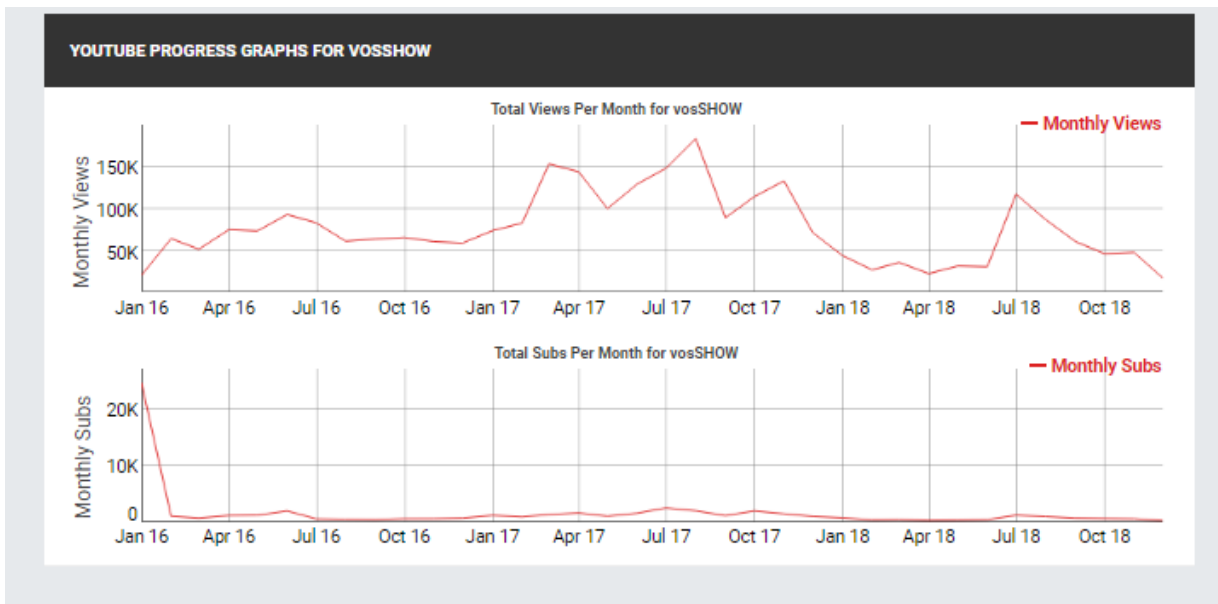 YOUTUBE PROGRESS GRAPHS FOR VOSSHOW
Total Views Per Month for vosSHOW
Monthly Views
Monthly Views
150K
100K
50K
Jan 16 Apr 16 Jul 16 Oct 16 Jan 17 Apr 17 Jul 17 Oct 17 Jan 18 Apr 18 Jul 18 Oct 18
Total Subs Per Month for vosSHOW
Monthly Subs
Monthly Subs
20K
10K
0
Jan 16 Apr 16 Jul 16 Oct 16 Jan 17 Apr 17 Jul 17 Oct 17 Jan 18 Apr 18 Jul 18 Oct 18